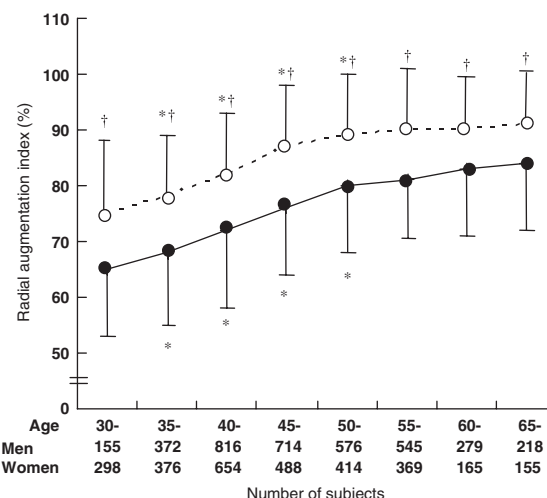 110
100
90
80
70
60
50
0
Radial augmentation index (%)
† *† *† *† *† † † †
* * * * *
Age 30- 35- 40- 45- 50- 55- 60- 65-
Men 155 372 816 714 576 545 279 218
Women 298 376 654 488 414 369 165 155
Number of subjects